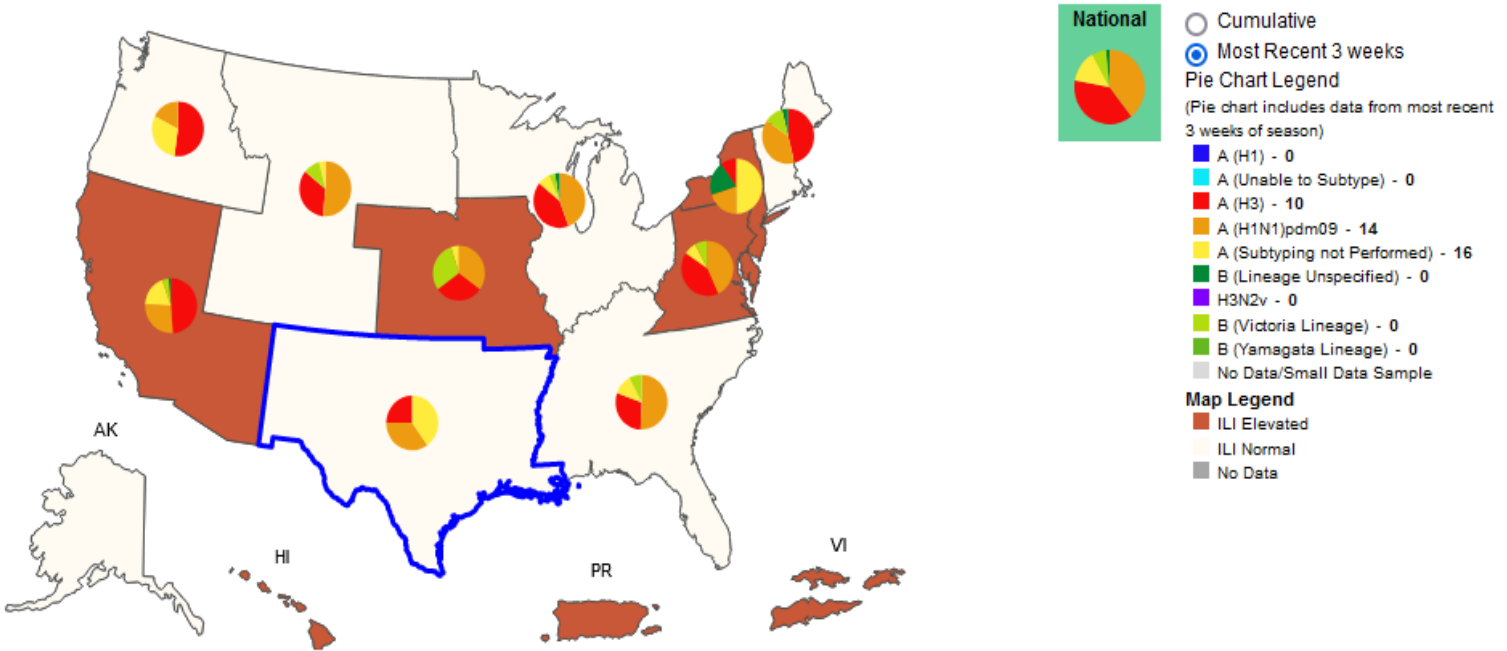 National
Cumulative
Most Recent 3 weeks
Pie Chart Legend
(Pie chart includes data from most recent
3 weeks of season)
A (H1) - 0
A (Unable to Subtype) - 0
A (H3) - 10
A (H1N1)pdm09 - 14
A (Subtyping not Performed) - 16
B (Lineage Unspecified) - 0
H3N2v - 0
B (Victoria Lineage) - 0
B (Yamagata Lineage) - 0
No Data/Small Data Sample
Map Legend
ILI Elevated
ILI Normal
No Data
AK
HI
PR
VI